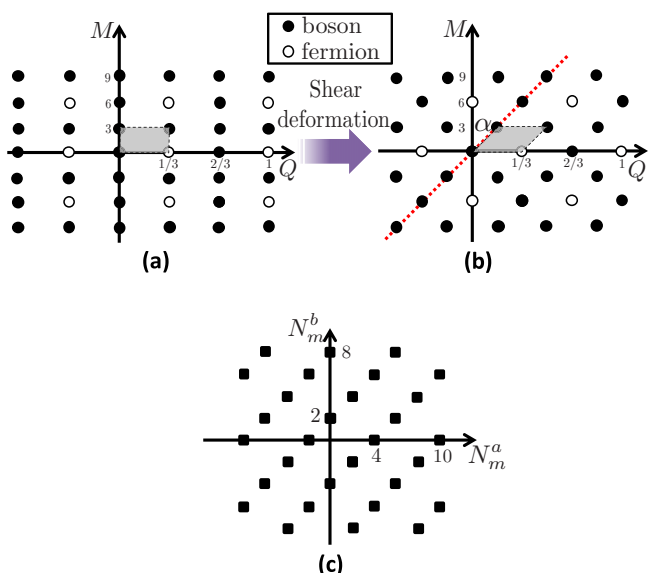 M
boson
fermion
M
9
6
3
1/3
2/3
1
Q
(a)
Shear
deformation
9
6
3
α
1/3
2/3
1
Q
(b)
N_m^b
8
2
4
10
N_m^a
(c)